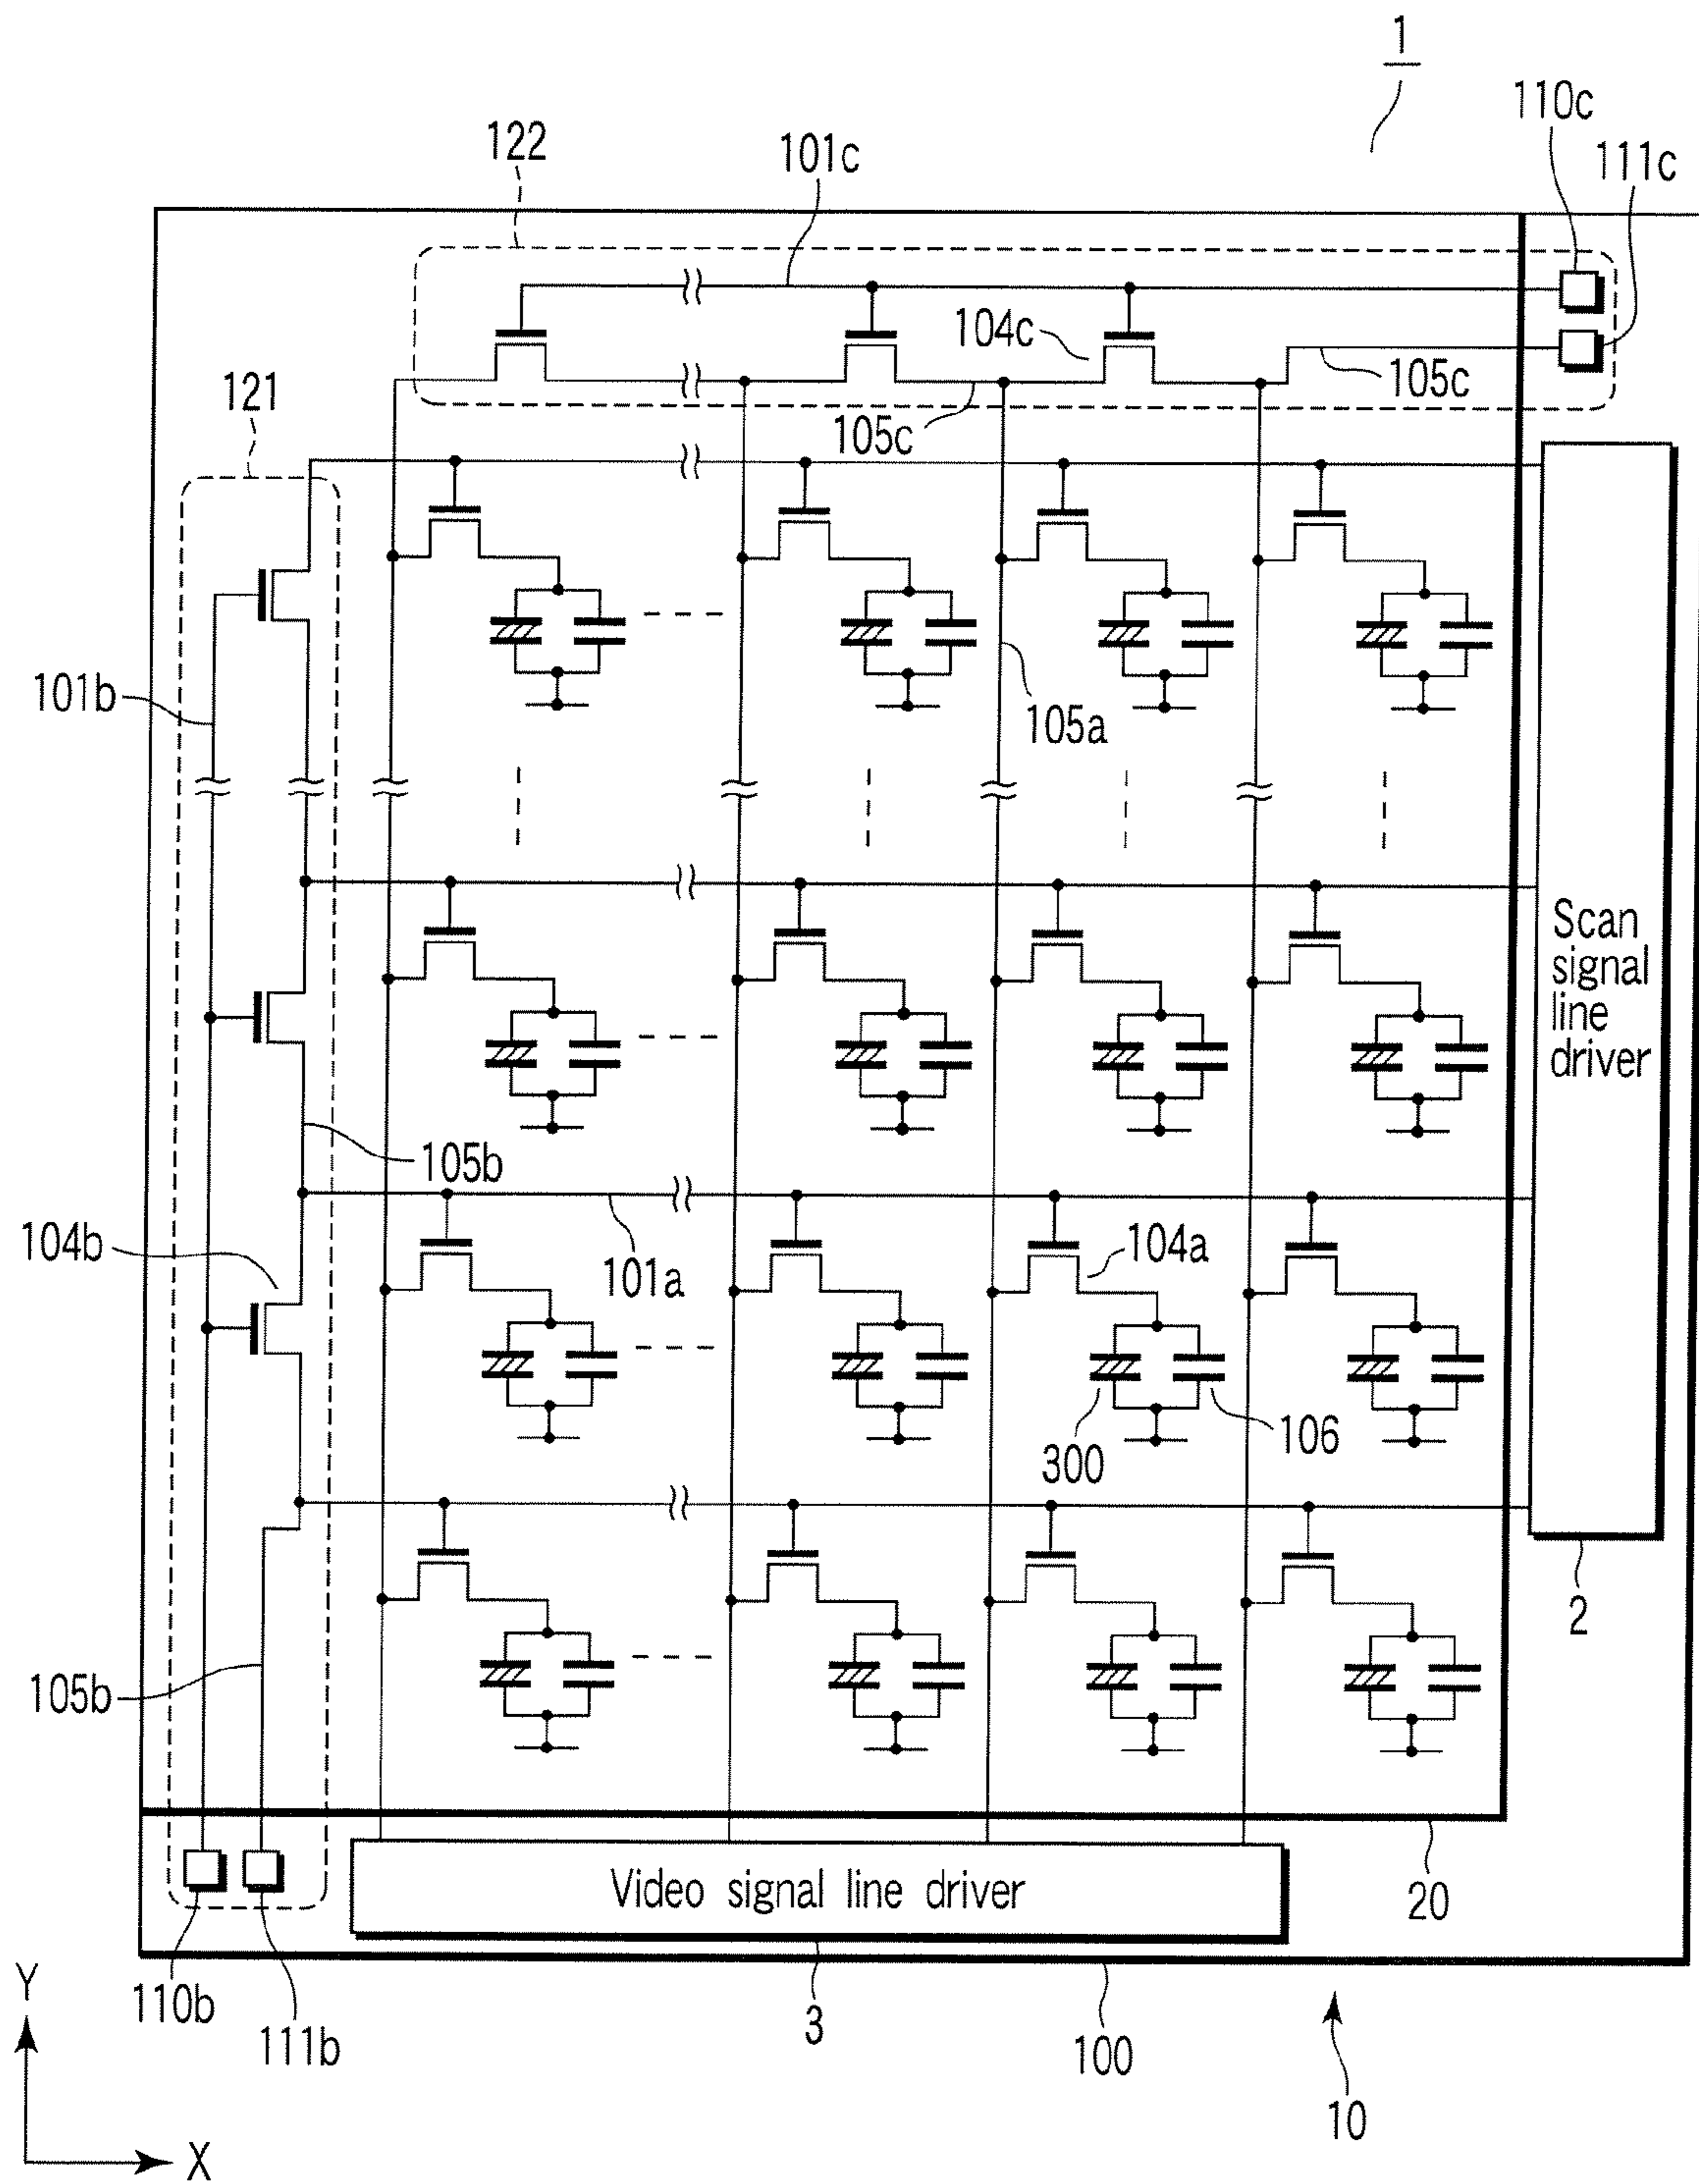 1
110c
122
101c
111c
104c
105c
121
105c
101b
105a
Scan
signal
line
driver
105b
104b
104a
101a
106
300
2
105b
Video signal line driver
20
Y
110b
111b
3
100
10
X